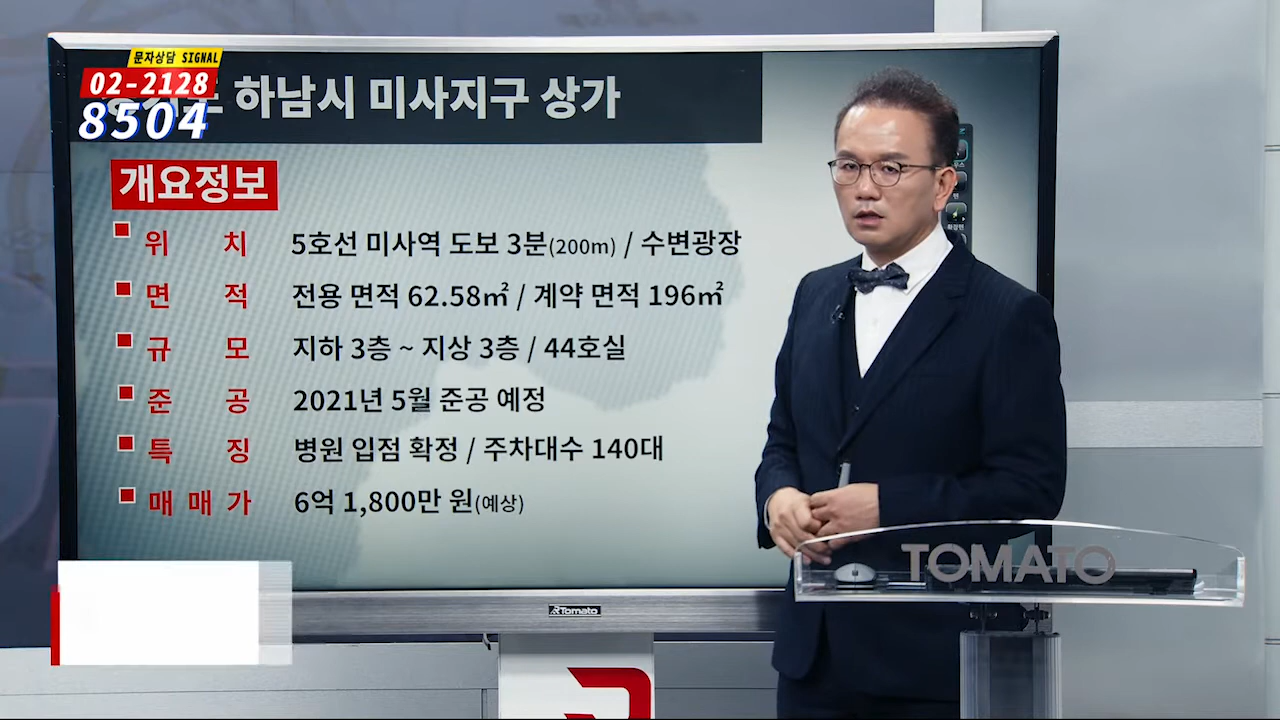 문자상담 SIGNAL
02-2128
8504
하남시 미사지구 상가
개요정보
위 치 5호선 미사역 도보 3분(200m) / 수변광장
면 적 전용 면적 62.58㎡ / 계약 면적 196㎡
규 모 지하 3층 ~ 지상 3층 / 44호실
준 공 2021년 5월 준공 예정
특 징 병원 입점 확정 / 주차대수 140대
매 매 가 6억 1,800만 원(예상)
TOMATO
RTomato